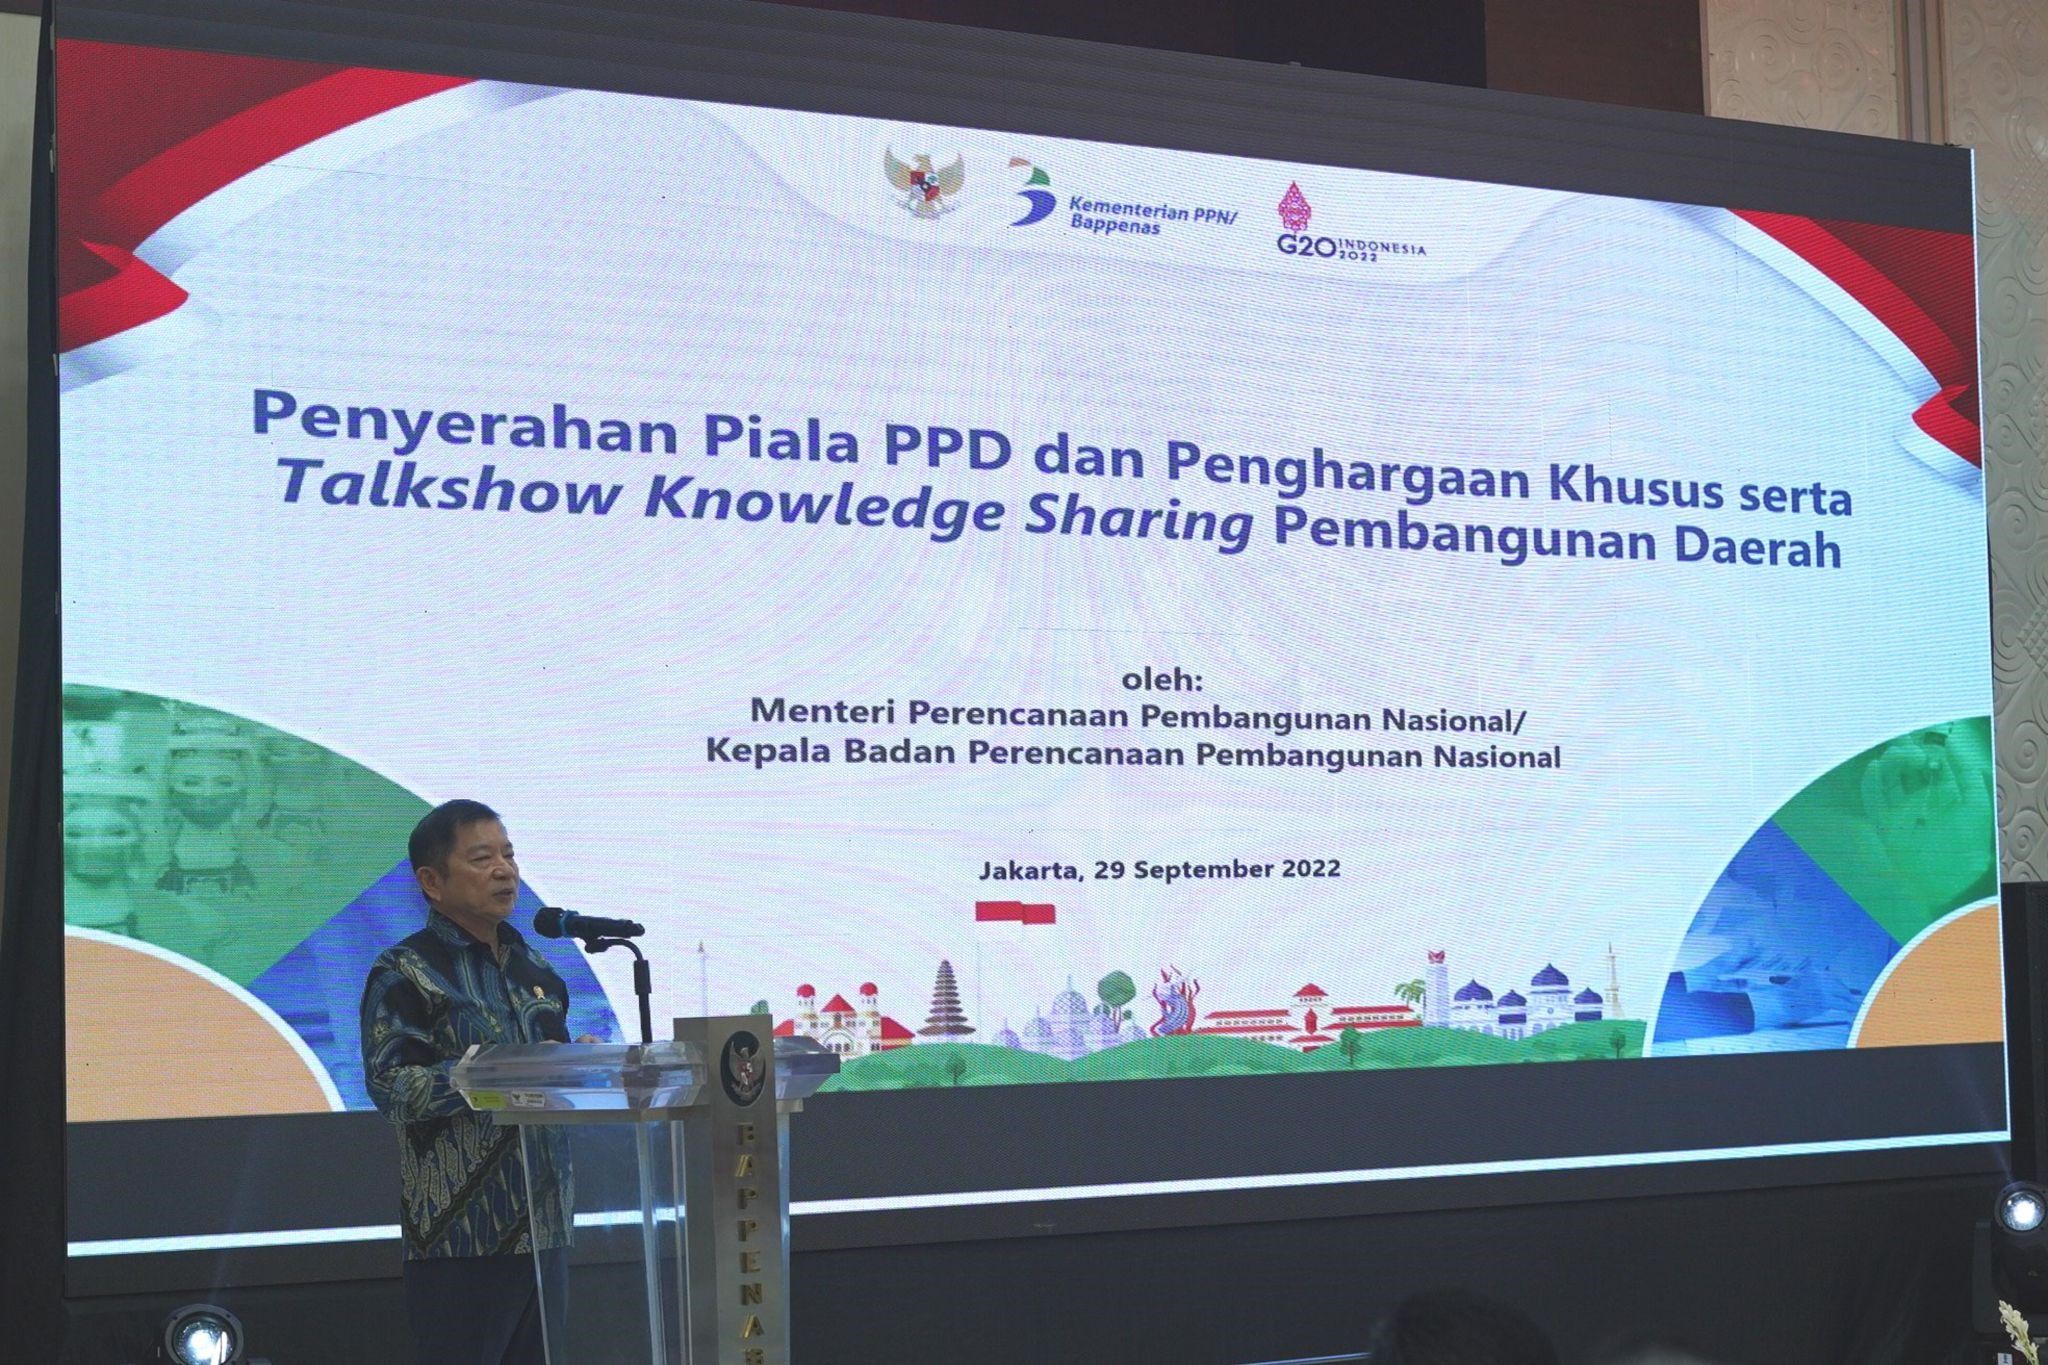 Kementerian PPN/
Bappenas
G20 INDONESIA
2022
Penyerahan Piala PPD dan Penghargaan Khusus serta
Talkshow Knowledge Sharing Pembangunan Daerah
oleh:
Menteri Perencanaan Pembangunan Nasional/
Kepala Badan Perencanaan Pembangunan Nasional
Jakarta, 29 September 2022
BAPPENAS